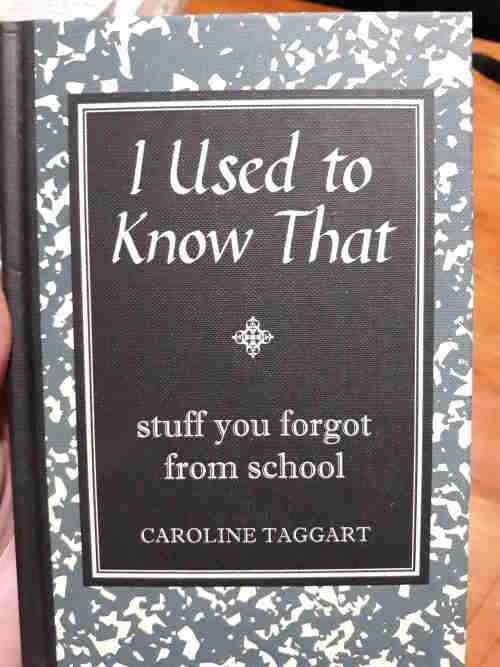 I Used to
Know That
stuff you forgot
from school
CAROLINE TAGGART